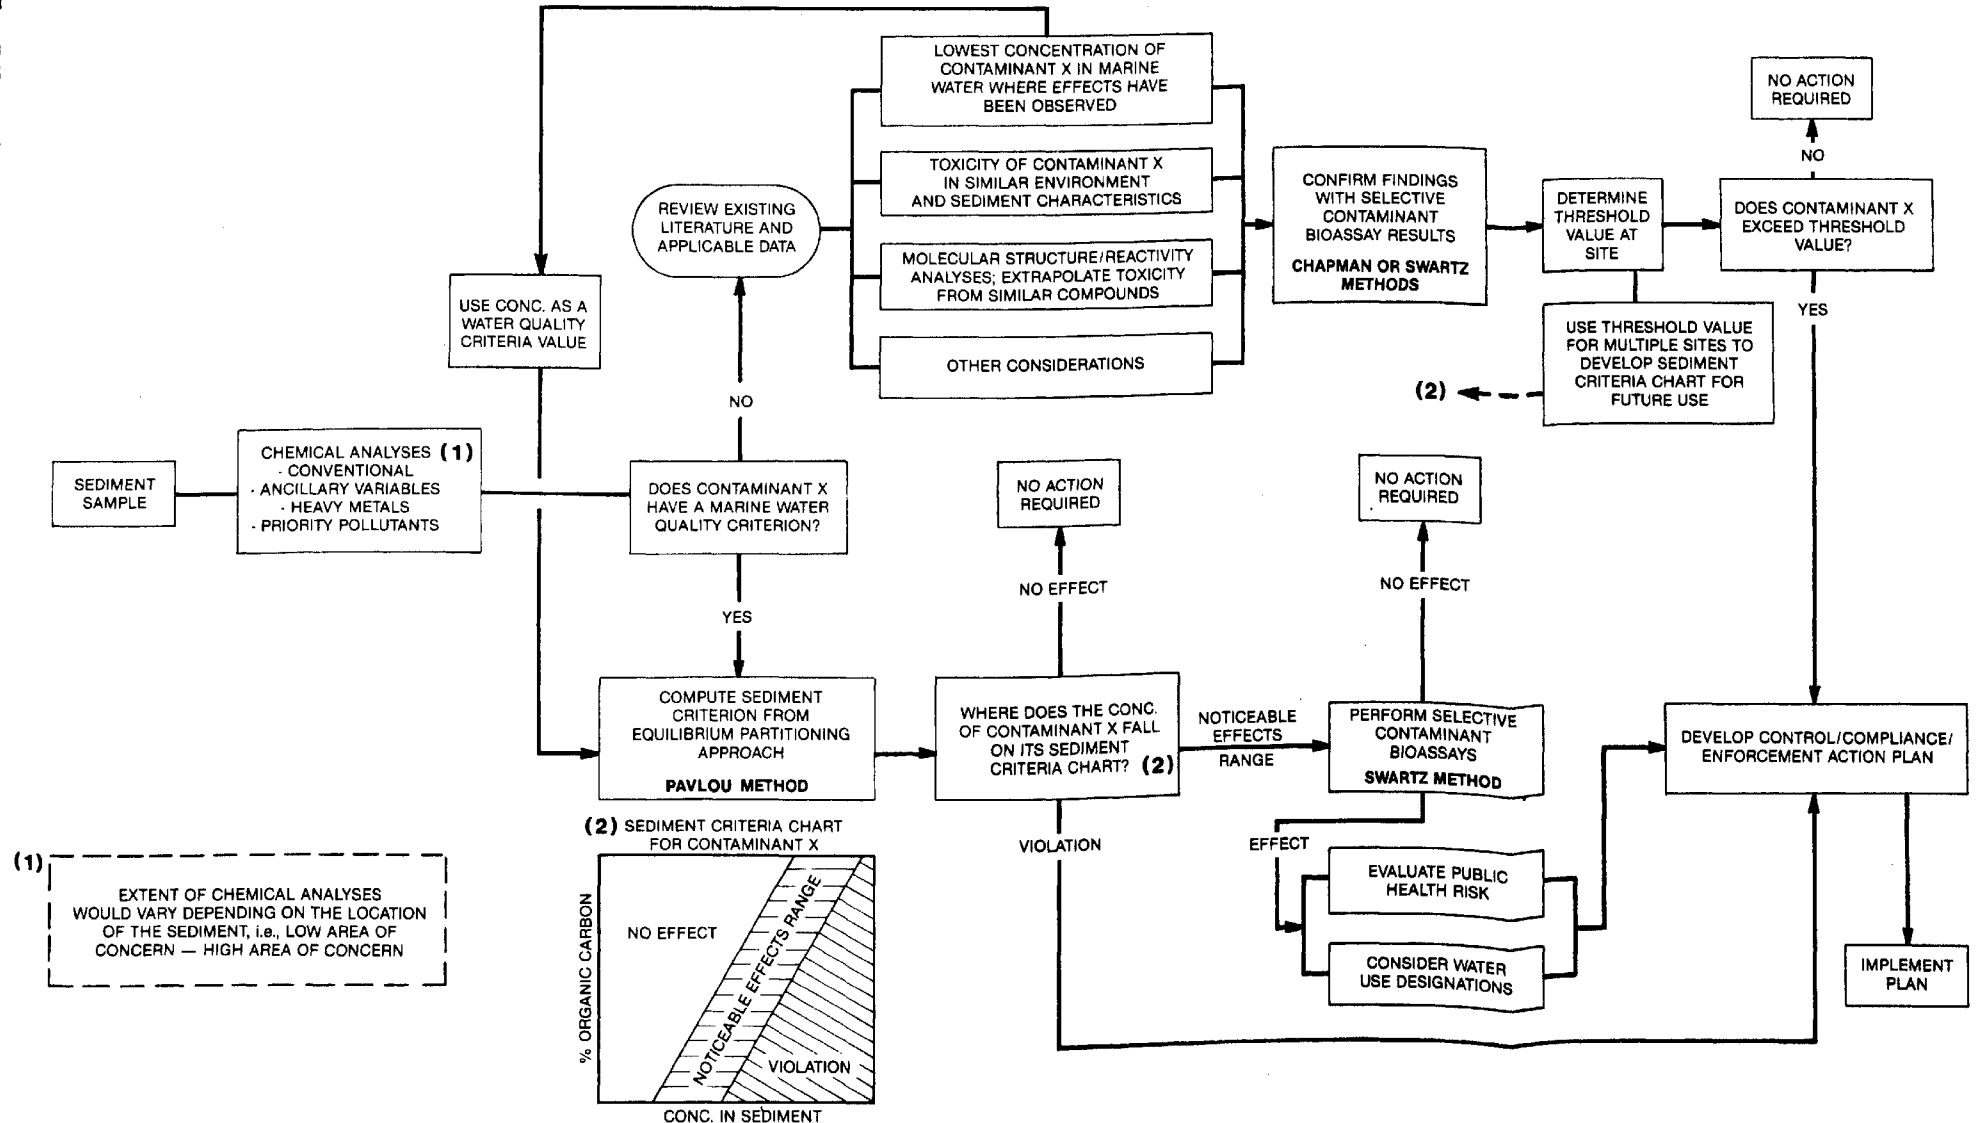 LOWEST CONCENTRATION OF
CONTAMINANT X IN MARINE
WATER WHERE EFFECTS HAVE
BEEN OBSERVED
TOXICITY OF CONTAMINANT X
IN SIMILAR ENVIRONMENT
AND SEDIMENT CHARACTERISTICS
MOLECULAR STRUCTURE/REACTIVITY
ANALYSES; EXTRAPOLATE TOXICITY
FROM SIMILAR COMPOUNDS
OTHER CONSIDERATIONS
REVIEW EXISTING
LITERATURE AND
APPLICABLE DATA
CONFIRM FINDINGS
WITH SELECTIVE
CONTAMINANT
BIOASSAY RESULTS
CHAPMAN OR SWARTZ
METHODS
DETERMINE
THRESHOLD
VALUE AT
SITE
DOES CONTAMINANT X
EXCEED THRESHOLD
VALUE?
NO
NO ACTION
REQUIRED
YES
USE THRESHOLD VALUE
FOR MULTIPLE SITES TO
DEVELOP SEDIMENT
CRITERIA CHART FOR
FUTURE USE
(2)
USE CONC. AS A
WATER QUALITY
CRITERIA VALUE
NO
SEDIMENT
SAMPLE
CHEMICAL ANALYSES (1)
· CONVENTIONAL
· ANCILLARY VARIABLES
· HEAVY METALS
· PRIORITY POLLUTANTS
DOES CONTAMINANT X
HAVE A MARINE WATER
QUALITY CRITERION?
YES
NO ACTION
REQUIRED
NO EFFECT
NO ACTION
REQUIRED
NO EFFECT
COMPUTE SEDIMENT
CRITERION FROM
EQUILIBRIUM PARTITIONING
APPROACH
PAVLOU METHOD
WHERE DOES THE CONC.
OF CONTAMINANT X FALL
ON ITS SEDIMENT
CRITERIA CHART? (2)
NOTICEABLE
EFFECTS
RANGE
PERFORM SELECTIVE
CONTAMINANT
BIOASSAYS
SWARTZ METHOD
DEVELOP CONTROL/COMPLIANCE/
ENFORCEMENT ACTION PLAN
VIOLATION
EFFECT
EVALUATE PUBLIC
HEALTH RISK
CONSIDER WATER
USE DESIGNATIONS
IMPLEMENT
PLAN
(1)
EXTENT OF CHEMICAL ANALYSES
WOULD VARY DEPENDING ON THE LOCATION
OF THE SEDIMENT, i.e., LOW AREA OF
CONCERN — HIGH AREA OF CONCERN
(2) SEDIMENT CRITERIA CHART
FOR CONTAMINANT X
% ORGANIC CARBON
NO EFFECT
NOTICEABLE EFFECTS RANGE
VIOLATION
CONC. IN SEDIMENT